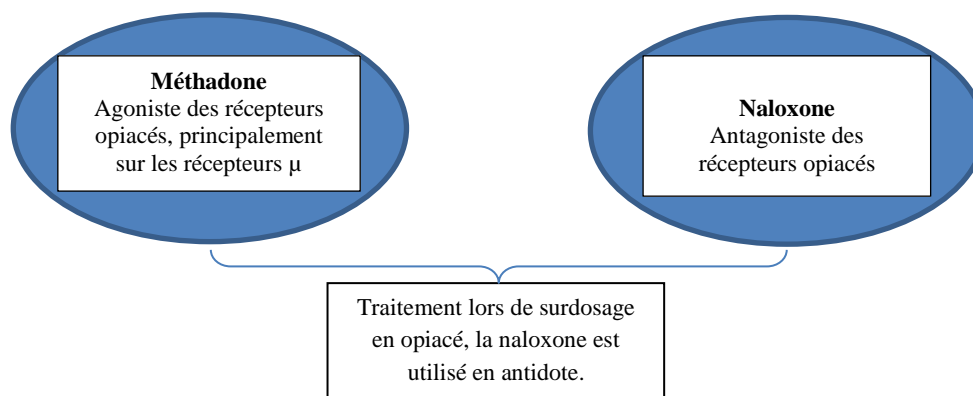 Méthadone
Agoniste des récepteurs
opiacés, principalement
sur les récepteurs µ
Naloxone
Antagoniste des
récepteurs opiacés
Traitement lors de surdosage
en opiacé, la naloxone est
utilisé en antidote.